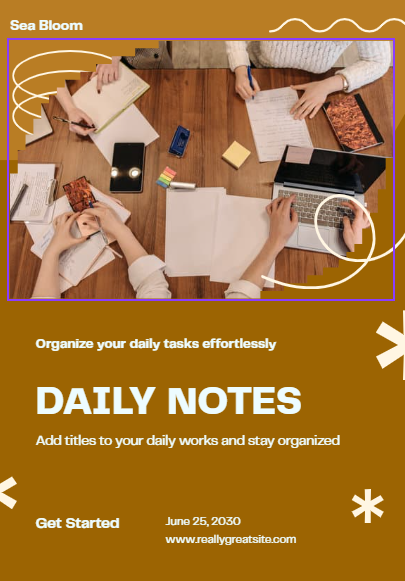 Sea Bloom
Organize your daily tasks effortlessly
DAILY NOTES
Add titles to your daily works and stay organized
Get Started
June 25, 2030
www.reallygreatsite.com